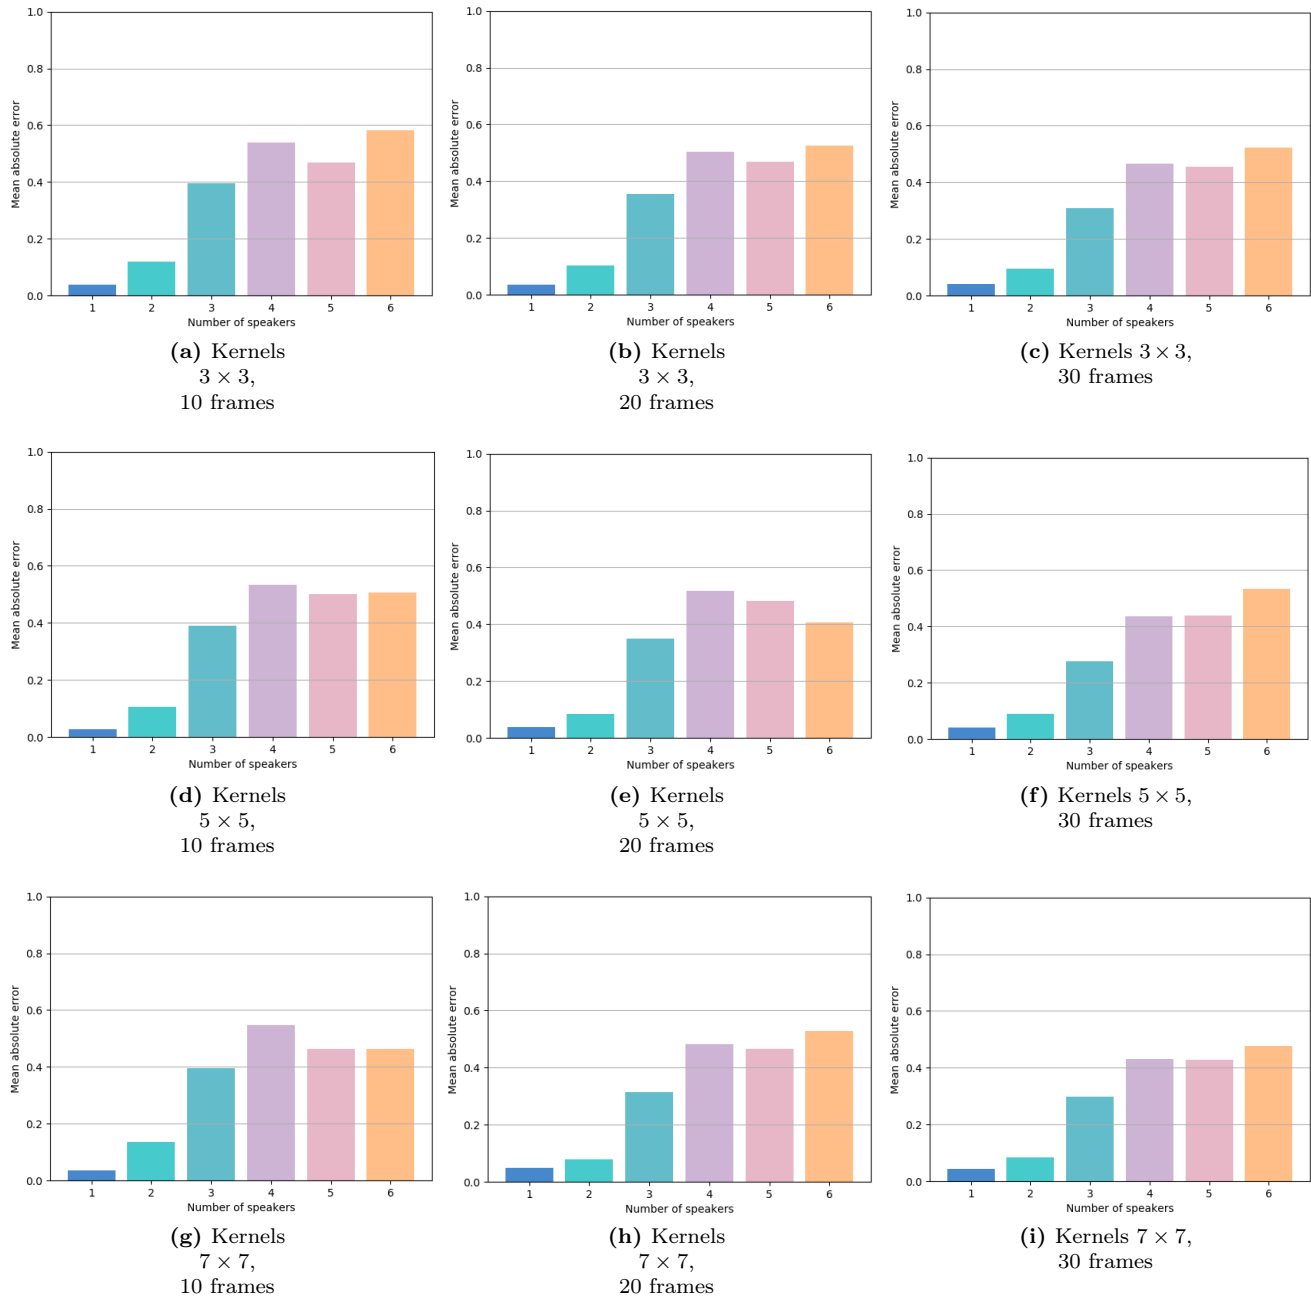 1.0
0.8
0.6
0.4
0.2
0.0
Mean absolute error
1 2 3 4 5 6
Number of speakers
(a) Kernels
3 × 3,
10 frames
1.0
0.8
0.6
0.4
0.2
0.0
Mean absolute error
1 2 3 4 5 6
Number of speakers
(b) Kernels
3 × 3,
20 frames
1.0
0.8
0.6
0.4
0.2
0.0
Mean absolute error
1 2 3 4 5 6
Number of speakers
(c) Kernels 3 × 3,
30 frames
1.0
0.8
0.6
0.4
0.2
0.0
Mean absolute error
1 2 3 4 5 6
Number of speakers
(d) Kernels
5 × 5,
10 frames
1.0
0.8
0.6
0.4
0.2
0.0
Mean absolute error
1 2 3 4 5 6
Number of speakers
(e) Kernels
5 × 5,
20 frames
1.0
0.8
0.6
0.4
0.2
0.0
Mean absolute error
1 2 3 4 5 6
Number of speakers
(f) Kernels 5 × 5,
30 frames
1.0
0.8
0.6
0.4
0.2
0.0
Mean absolute error
1 2 3 4 5 6
Number of speakers
(g) Kernels
7 × 7,
10 frames
1.0
0.8
0.6
0.4
0.2
0.0
Mean absolute error
1 2 3 4 5 6
Number of speakers
(h) Kernels
7 × 7,
20 frames
1.0
0.8
0.6
0.4
0.2
0.0
Mean absolute error
1 2 3 4 5 6
Number of speakers
(i) Kernels 7 × 7,
30 frames